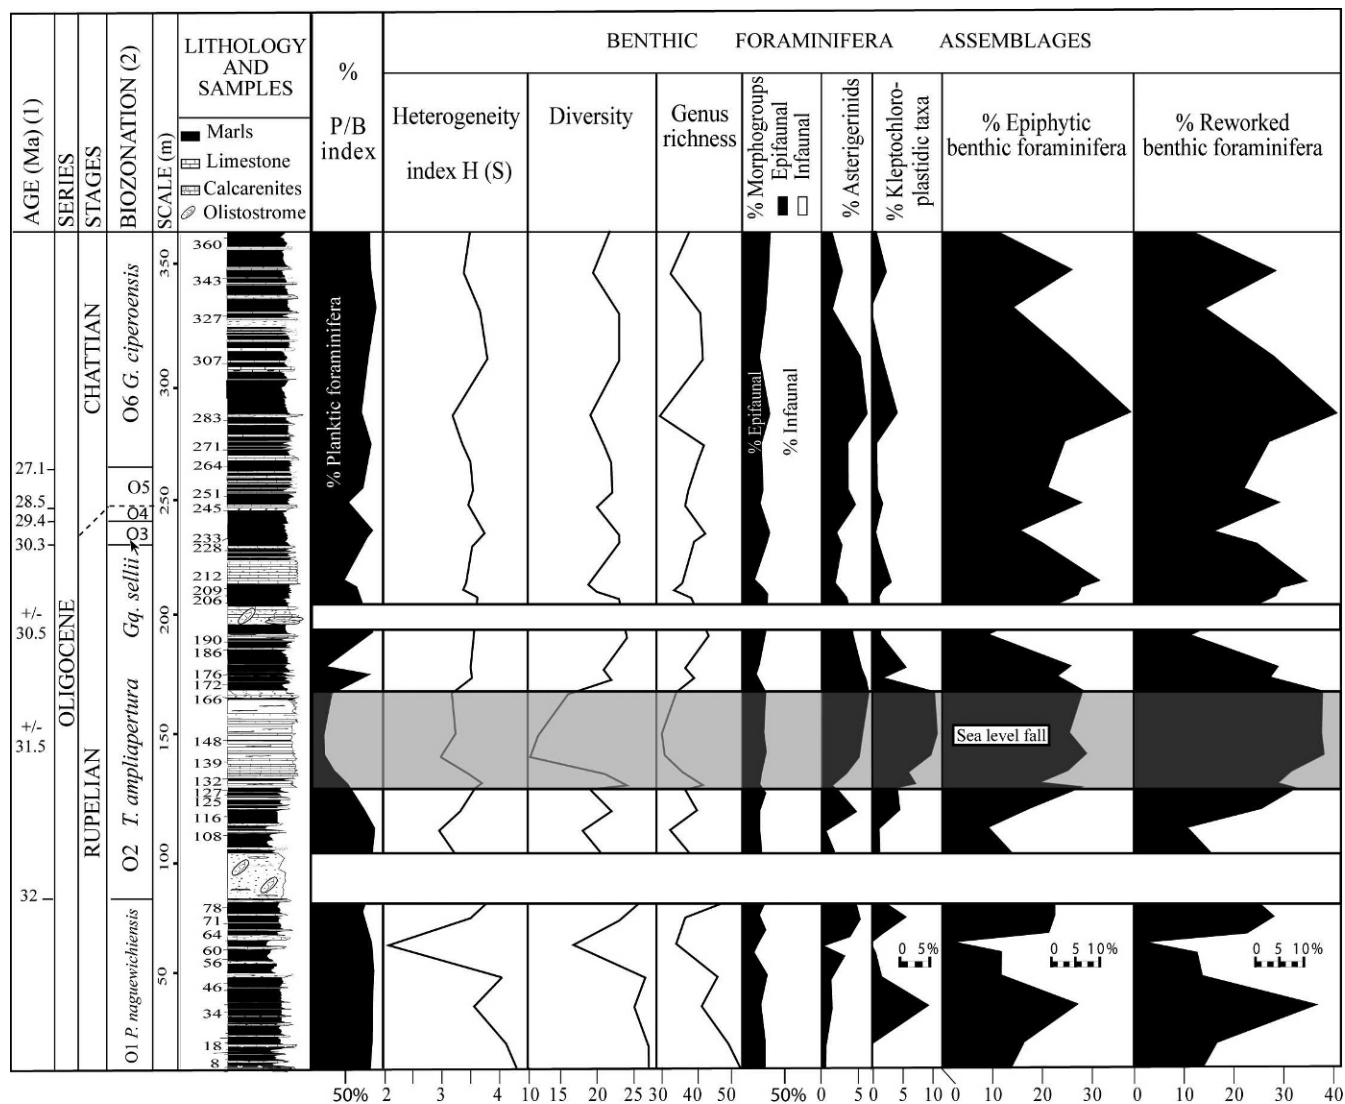 AGE (Ma) (1)
SERIES
STAGES
BIOZONATION (2)
SCALE (m)
LITHOLOGY
AND
SAMPLES
Marls
Limestone
Calcarenites
Olistostrome
%
P/B
index
BENTHIC FORAMINIFERA ASSEMBLAGES
Heterogeneity
index H (S)
Diversity
Genus
richness
% Morphogroups
Epifaunal
Infaunal
% Asterigerinids
% Kleptochloro-
plastidic taxa
% Epiphytic
benthic foraminifera
% Reworked
benthic foraminifera
27.1
28.5
29.4
30.3
+/-
30.5
+/-
31.5
32
OLIGOCENE
CHATTIAN
RUPELIAN
O6 G. ciperoensis
O5
O4
O3
Gq. sellii
O2 T. ampliapertura
O1 P. naguewichiensis
350
300
250
200
150
100
50
360
343
327
307
283
271
264
251
245
233
228
212
209
206
190
186
176
172
166
148
139
132
127
125
116
108
78
71
64
60
56
46
34
18
8
% Planktic foraminifera
% Epifaunal
% Infaunal
Sea level fall
0 5%
0 5 10%
0 5 10%
50% 2 3 4 10 15 20 25 30 40 50 50% 0 5 0 5 10 0 10 20 30 0 10 20 30 40